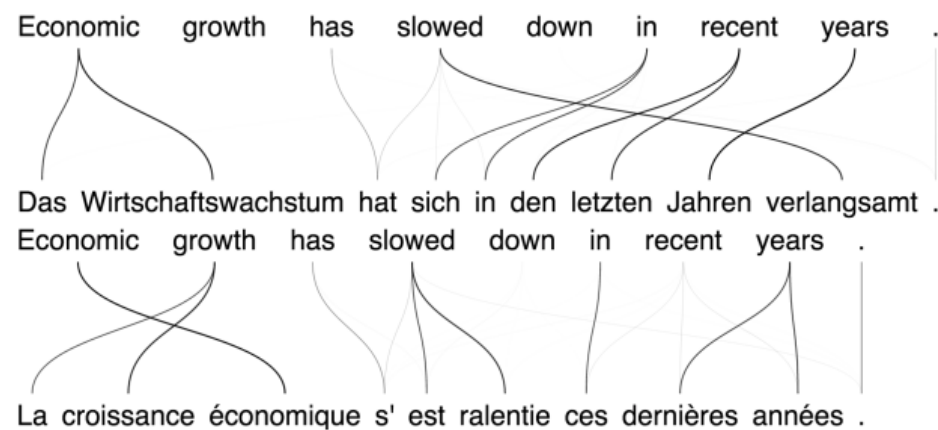 Economic growth has slowed down in recent years .
Das Wirtschaftswachstum hat sich in den letzten Jahren verlangsamt .
Economic growth has slowed down in recent years .
La croissance économique s' est ralentie ces dernières années .